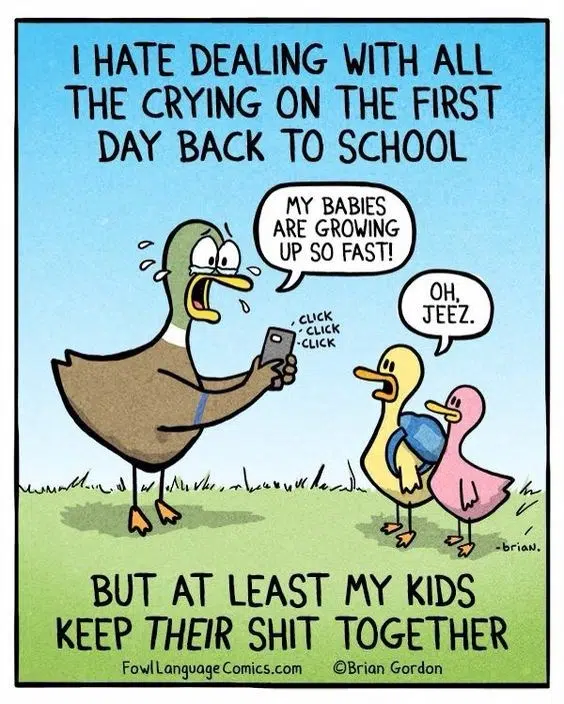 I HATE DEALING WITH ALL
THE CRYING ON THE FIRST
DAY BACK TO SCHOOL
MY BABIES
ARE GROWING
UP SO FAST!
OH,
JEEZ.
CLICK
CLICK
CLICK
-brian.
BUT AT LEAST MY KIDS
KEEP THEIR SHIT TOGETHER
FowlLanguageComics.com ©Brian Gordon